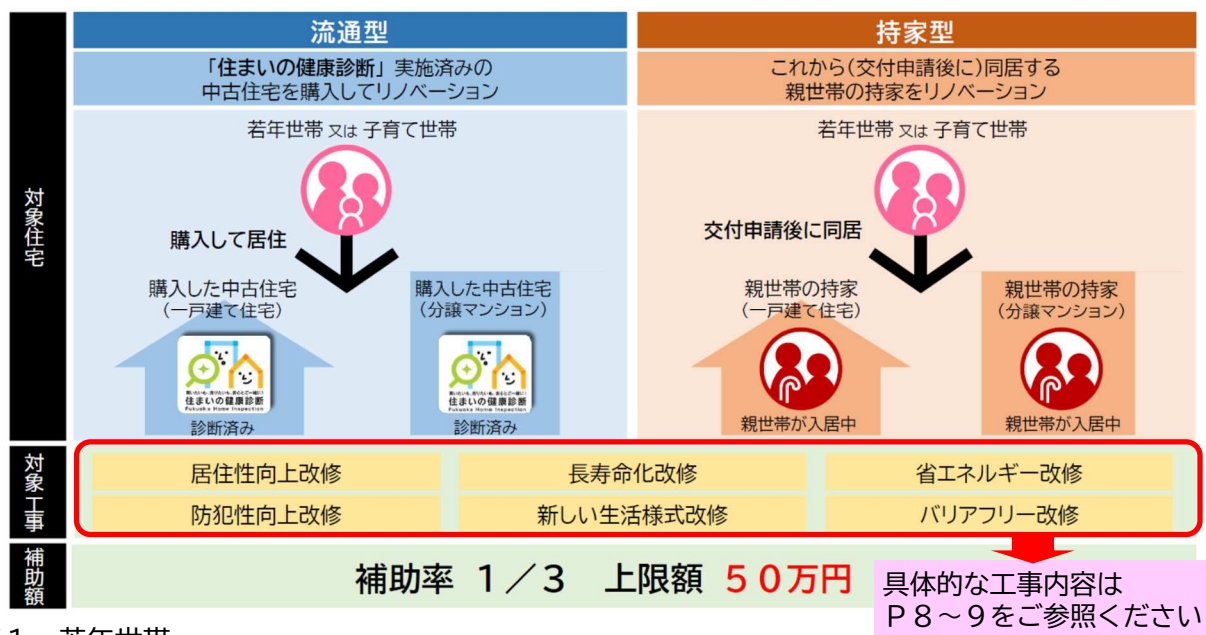 流通型
持家型
「住まいの健康診断」実施済みの
中古住宅を購入してリノベーション
これから(交付申請後に)同居する
親世帯の持家をリノベーション
対象住宅
若年世帯 又は 子育て世帯
購入して居住
購入した中古住宅
(一戸建て住宅)
住まいの健康診断
Fukuoka Home Inspection
診断済み
購入した中古住宅
(分譲マンション)
住まいの健康診断
Fukuoka Home Inspection
診断済み
若年世帯 又は 子育て世帯
交付申請後に同居
親世帯の持家
(一戸建て住宅)
親世帯が入居中
親世帯の持家
(分譲マンション)
親世帯が入居中
対象工事
居住性向上改修
長寿命化改修
省エネルギー改修
防犯性向上改修
新しい生活様式改修
バリアフリー改修
補助額
補助率 1/3 上限額 50万円
具体的な工事内容は
P8~9をご参照ください